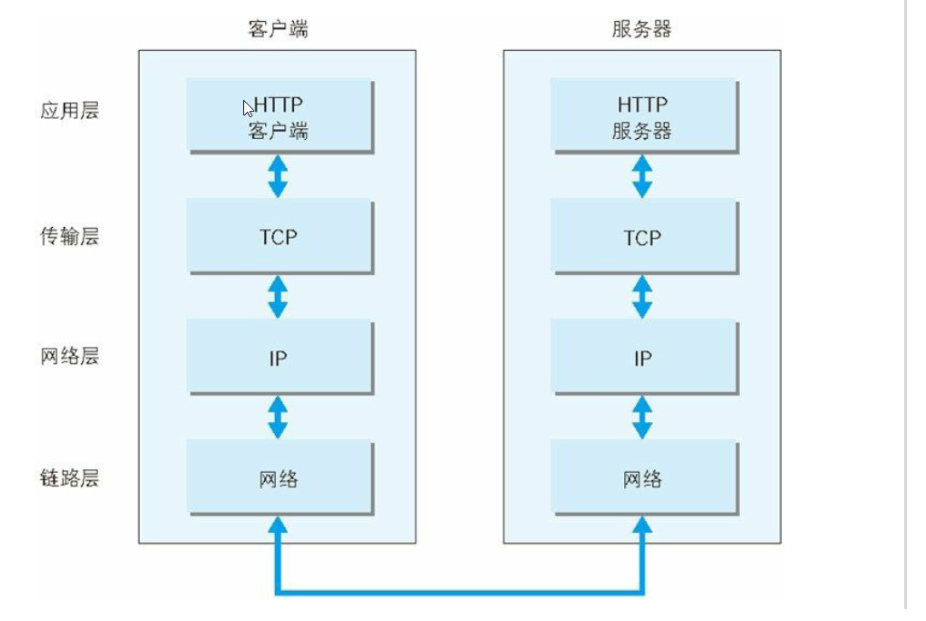 客户端 服务器
应用层
HTTP
客户端
HTTP
服务器
传输层 TCP TCP
网络层 IP IP
链路层 网络 网络